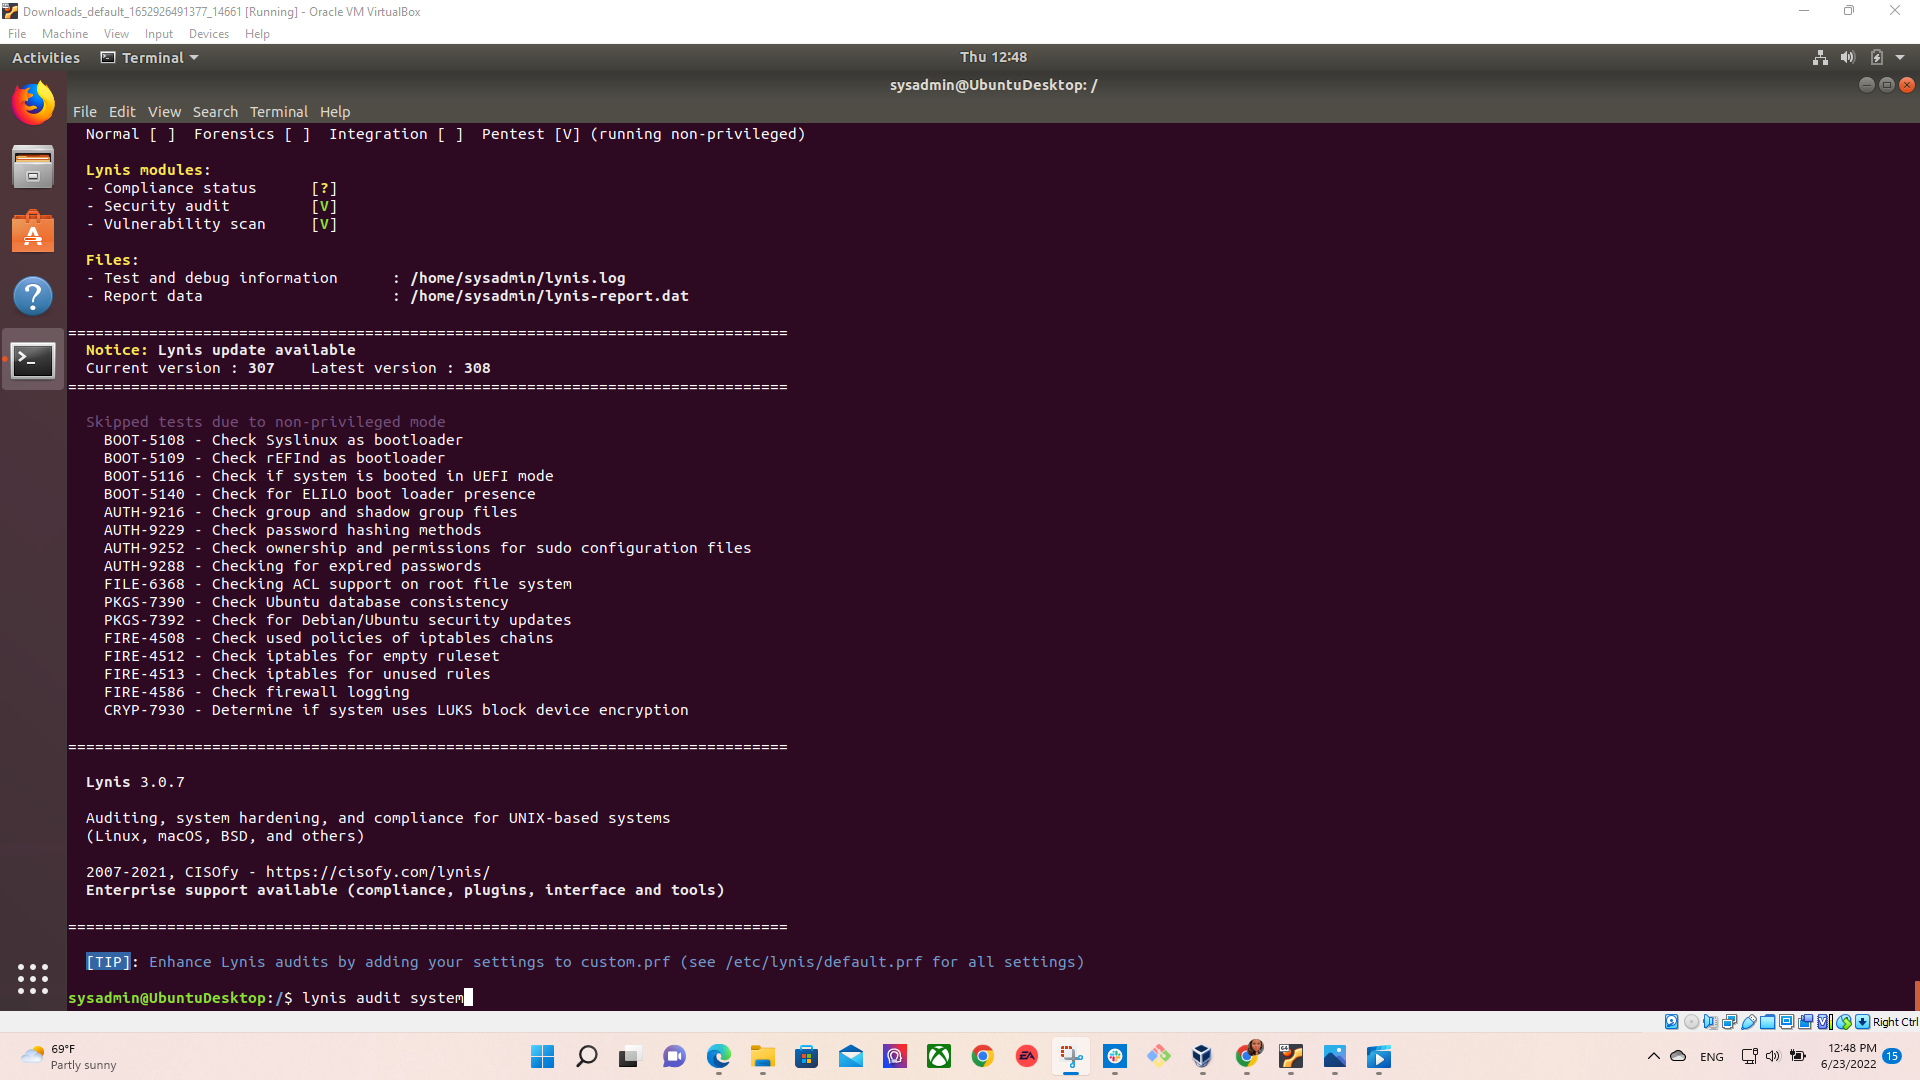 Downloads_default_1652926491377_14661 [Running] - Oracle VM VirtualBox
File Machine View Input Devices Help
Activities Terminal Thu 12:48
sysadmin@UbuntuDesktop: /
File Edit View Search Terminal Help
Normal [ ] Forensics [ ] Integration [ ] Pentest [V] (running non-privileged)
Lynis modules:
- Compliance status [?]
- Security audit [V]
- Vulnerability scan [V]
Files:
- Test and debug information : /home/sysadmin/lynis.log
- Report data : /home/sysadmin/lynis-report.dat
================================================================================
Notice: Lynis update available
Current version : 307 Latest version : 308
================================================================================
Skipped tests due to non-privileged mode
BOOT-5108 - Check Syslinux as bootloader
BOOT-5109 - Check rEFInd as bootloader
BOOT-5116 - Check if system is booted in UEFI mode
BOOT-5140 - Check for ELILO boot loader presence
AUTH-9216 - Check group and shadow group files
AUTH-9229 - Check password hashing methods
AUTH-9252 - Check ownership and permissions for sudo configuration files
AUTH-9288 - Checking for expired passwords
FILE-6368 - Checking ACL support on root file system
PKGS-7390 - Check Ubuntu database consistency
PKGS-7392 - Check for Debian/Ubuntu security updates
FIRE-4508 - Check used policies of iptables chains
FIRE-4512 - Check iptables for empty ruleset
FIRE-4513 - Check iptables for unused rules
FIRE-4586 - Check firewall logging
CRYP-7930 - Determine if system uses LUKS block device encryption
================================================================================
Lynis 3.0.7
Auditing, system hardening, and compliance for UNIX-based systems
(Linux, macOS, BSD, and others)
2007-2021, CISOfy - https://cisofy.com/lynis/
Enterprise support available (compliance, plugins, interface and tools)
================================================================================
[TIP]: Enhance Lynis audits by adding your settings to custom.prf (see /etc/lynis/default.prf for all settings)
sysadmin@UbuntuDesktop:/$ lynis audit system
Right Ctrl
69°F
Partly sunny
ENG
12:48 PM
6/23/2022
15